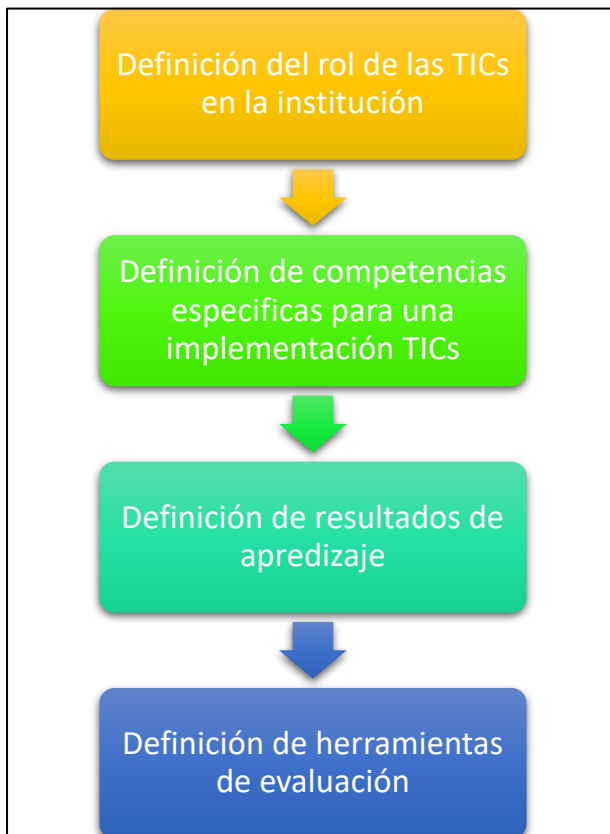 Definición del rol de las TICs
en la institución
Definición de competencias
especificas para una
implementación TICs
Definición de resultados de
apredizaje
Definición de herramientas
de evaluación